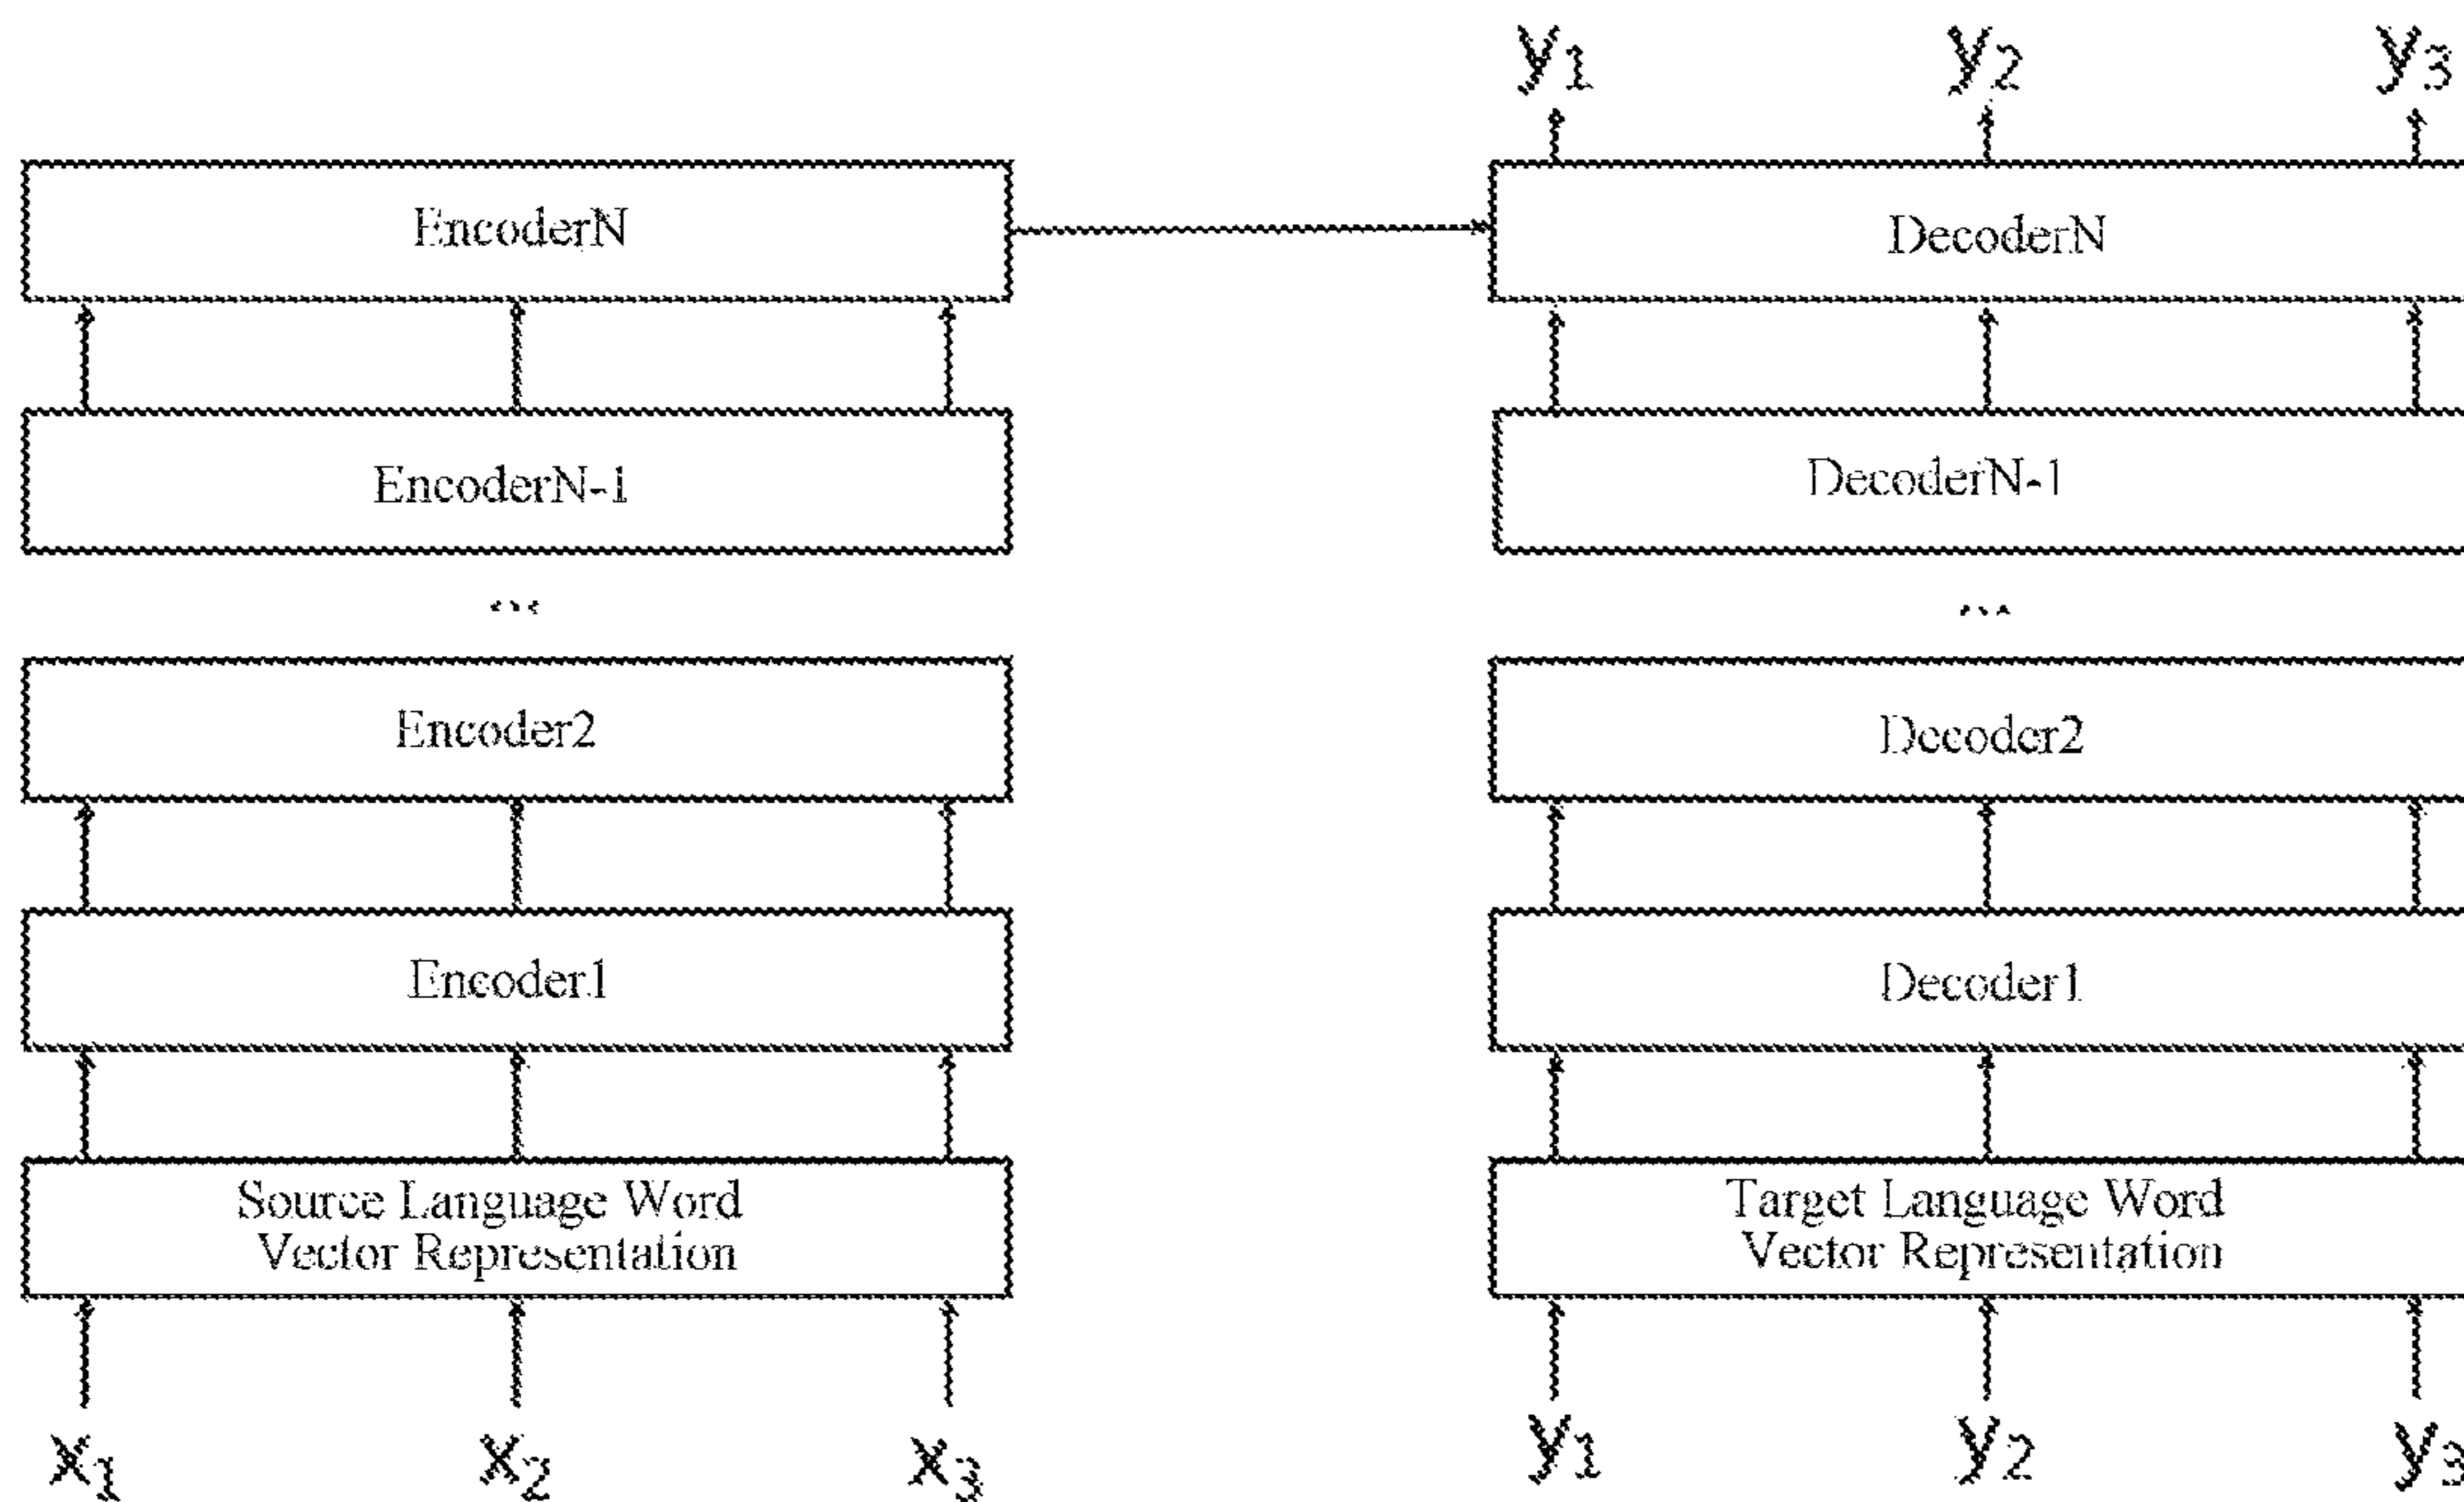 y1 y2 y3
EncoderN DecoderN
EncoderN-1 DecoderN-1
... ...
Encoder2 Decoder2
Encoder1 Decoder1
Source Language Word Target Language Word
Vector Representation Vector Representation
x1 x2 x3 y1 y2 y3